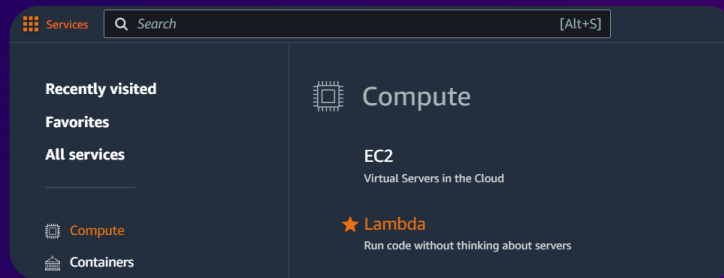 Services Search [Alt+S]
Recently visited
Favorites
All services
Compute
Containers
Compute
EC2
Virtual Servers in the Cloud
Lambda
Run code without thinking about servers